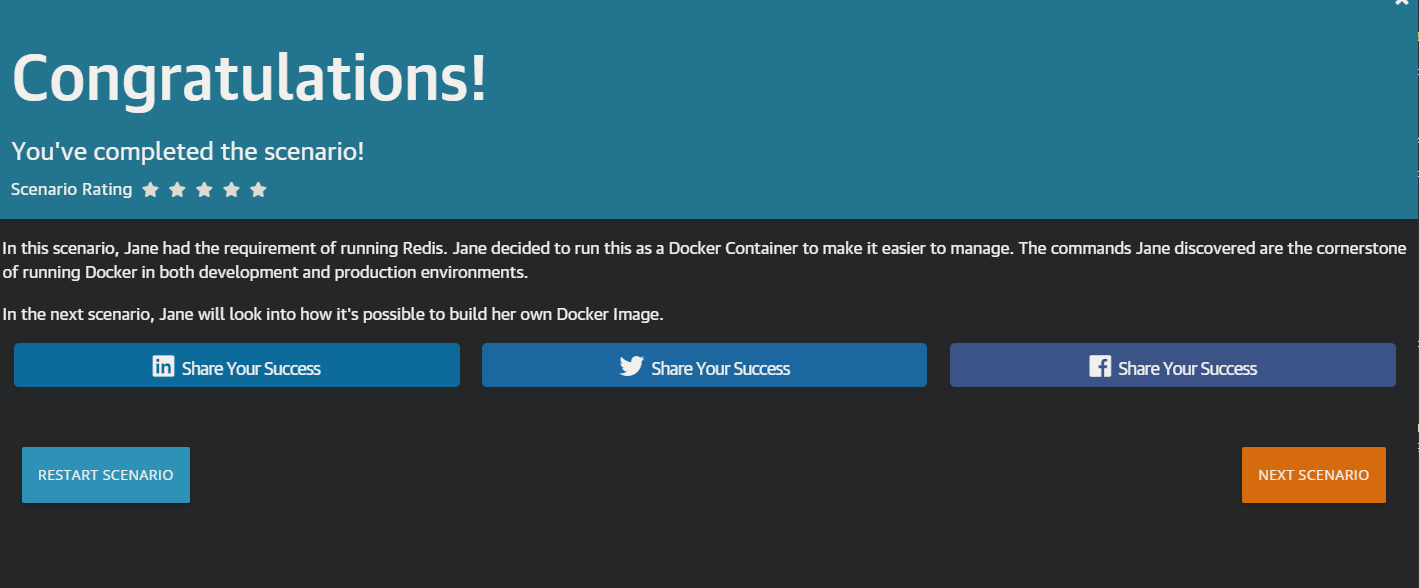 Congratulations!
You've completed the scenario!
Scenario Rating
In this scenario, Jane had the requirement of running Redis. Jane decided to run this as a Docker Container to make it easier to manage. The commands Jane discovered are the cornerstone
of running Docker in both development and production environments.
In the next scenario, Jane will look into how it's possible to build her own Docker Image.
Share Your Success
Share Your Success
Share Your Success
RESTART SCENARIO
NEXT SCENARIO